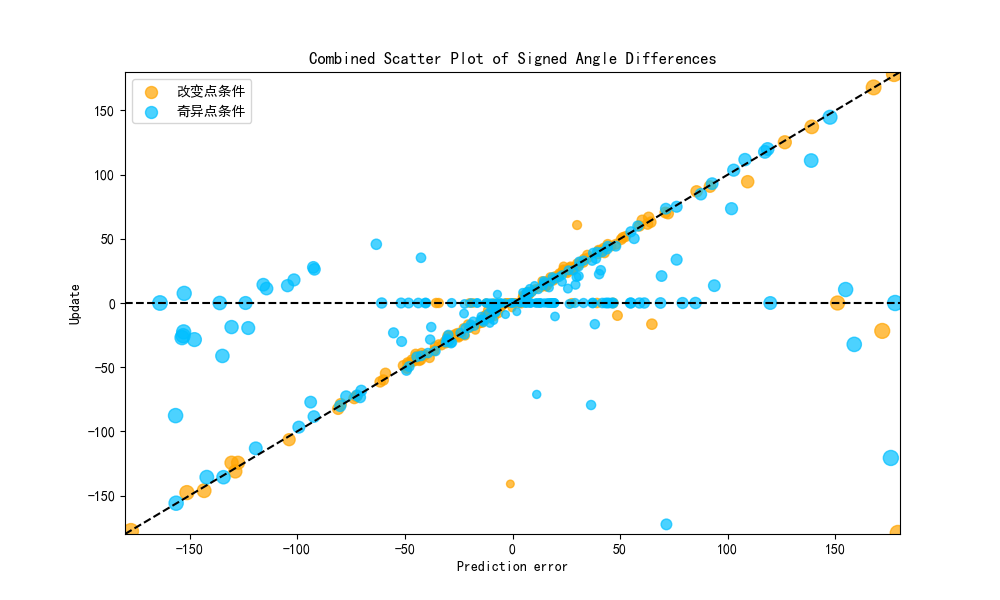 Combined Scatter Plot of Signed Angle Differences
改变点条件
奇异点条件
150
100
50
0
−50
−100
−150
Update
−150
−100
−50
0
50
100
150
Prediction error